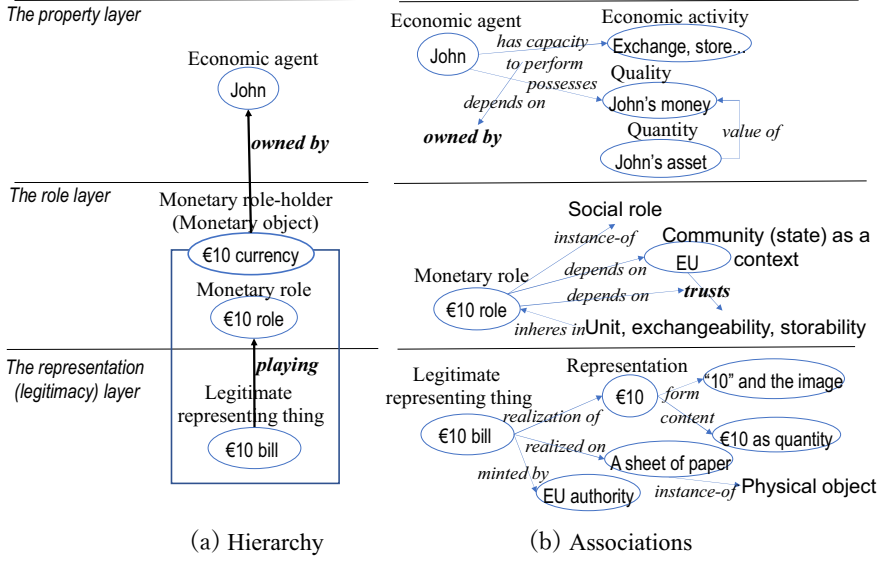 The property layer
Economic agent
John
owned by
The role layer
Monetary role-holder
(Monetary object)
€10 currency
Monetary role
€10 role
The representation
(legitimacy) layer
playing
Legitimate
representing thing
€10 bill
(a) Hierarchy
Economic agent
John
has capacity
to perform
Economic activity
Exchange, store...
possesses
Quality
John's money
depends on
owned by
Quantity
John's asset
value of
Social role
instance-of
Community (state) as a
context
EU
depends on
Monetary role
€10 role
depends on
trusts
inheres in
Unit, exchangeability, storability
Legitimate
representing thing
€10 bill
Representation
€10
realization of
form
"10" and the image
content
€10 as quantity
realized on
A sheet of paper
minted by
EU authority
instance-of
Physical object
(b) Associations